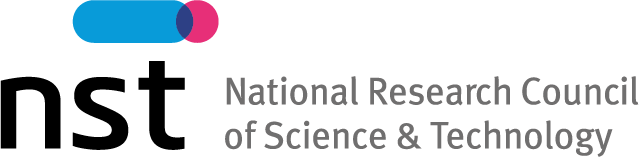 nst
National Research Council
of Science & Technology